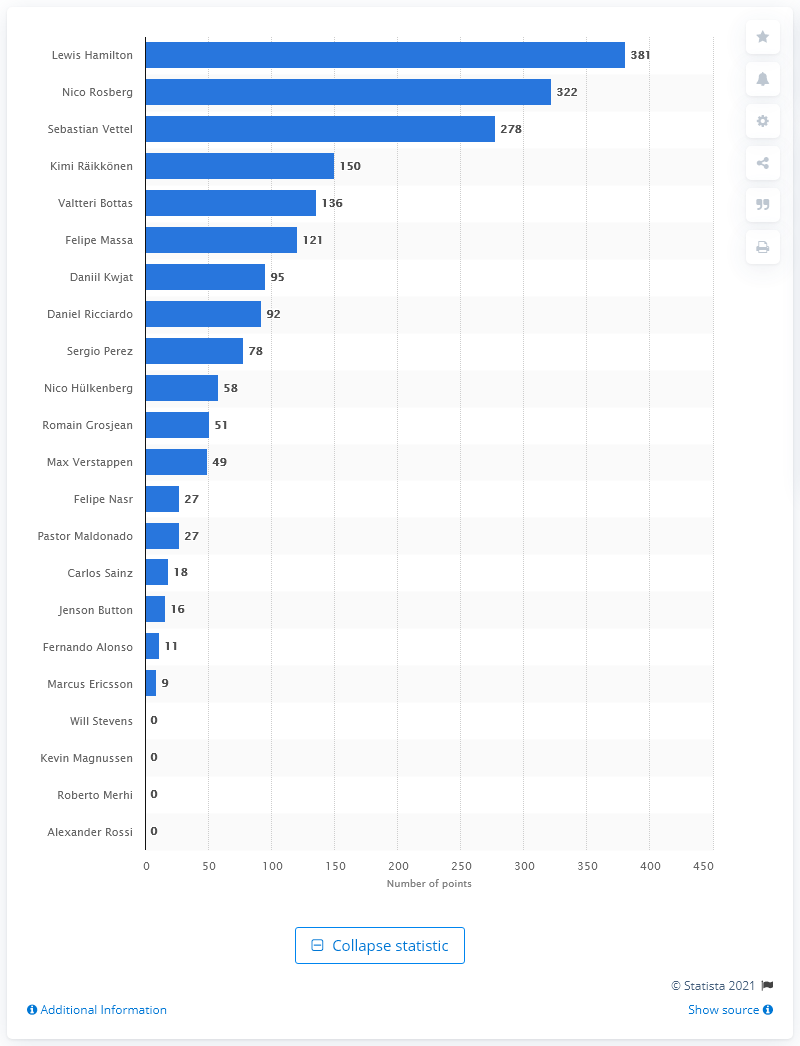 Lewis Hamilton 381
Nico Rosberg 322
Sebastian Vettel 278
Kimi Räikkönen 150
Valtteri Bottas 136
Felipe Massa 121
Daniil Kwjat 95
Daniel Ricciardo 92
Sergio Perez 78
Nico Hülkenberg 58
Romain Grosjean 51
Max Verstappen 49
Felipe Nasr 27
Pastor Maldonado 27
Carlos Sainz 18
Jenson Button 16
Fernando Alonso 11
Marcus Ericsson 9
Will Stevens 0
Kevin Magnussen 0
Roberto Merhi 0
Alexander Rossi 0
0 50 100 150 200 250 300 350 400 450
Number of points
Collapse statistic
© Statista 2021
Additional Information Show source